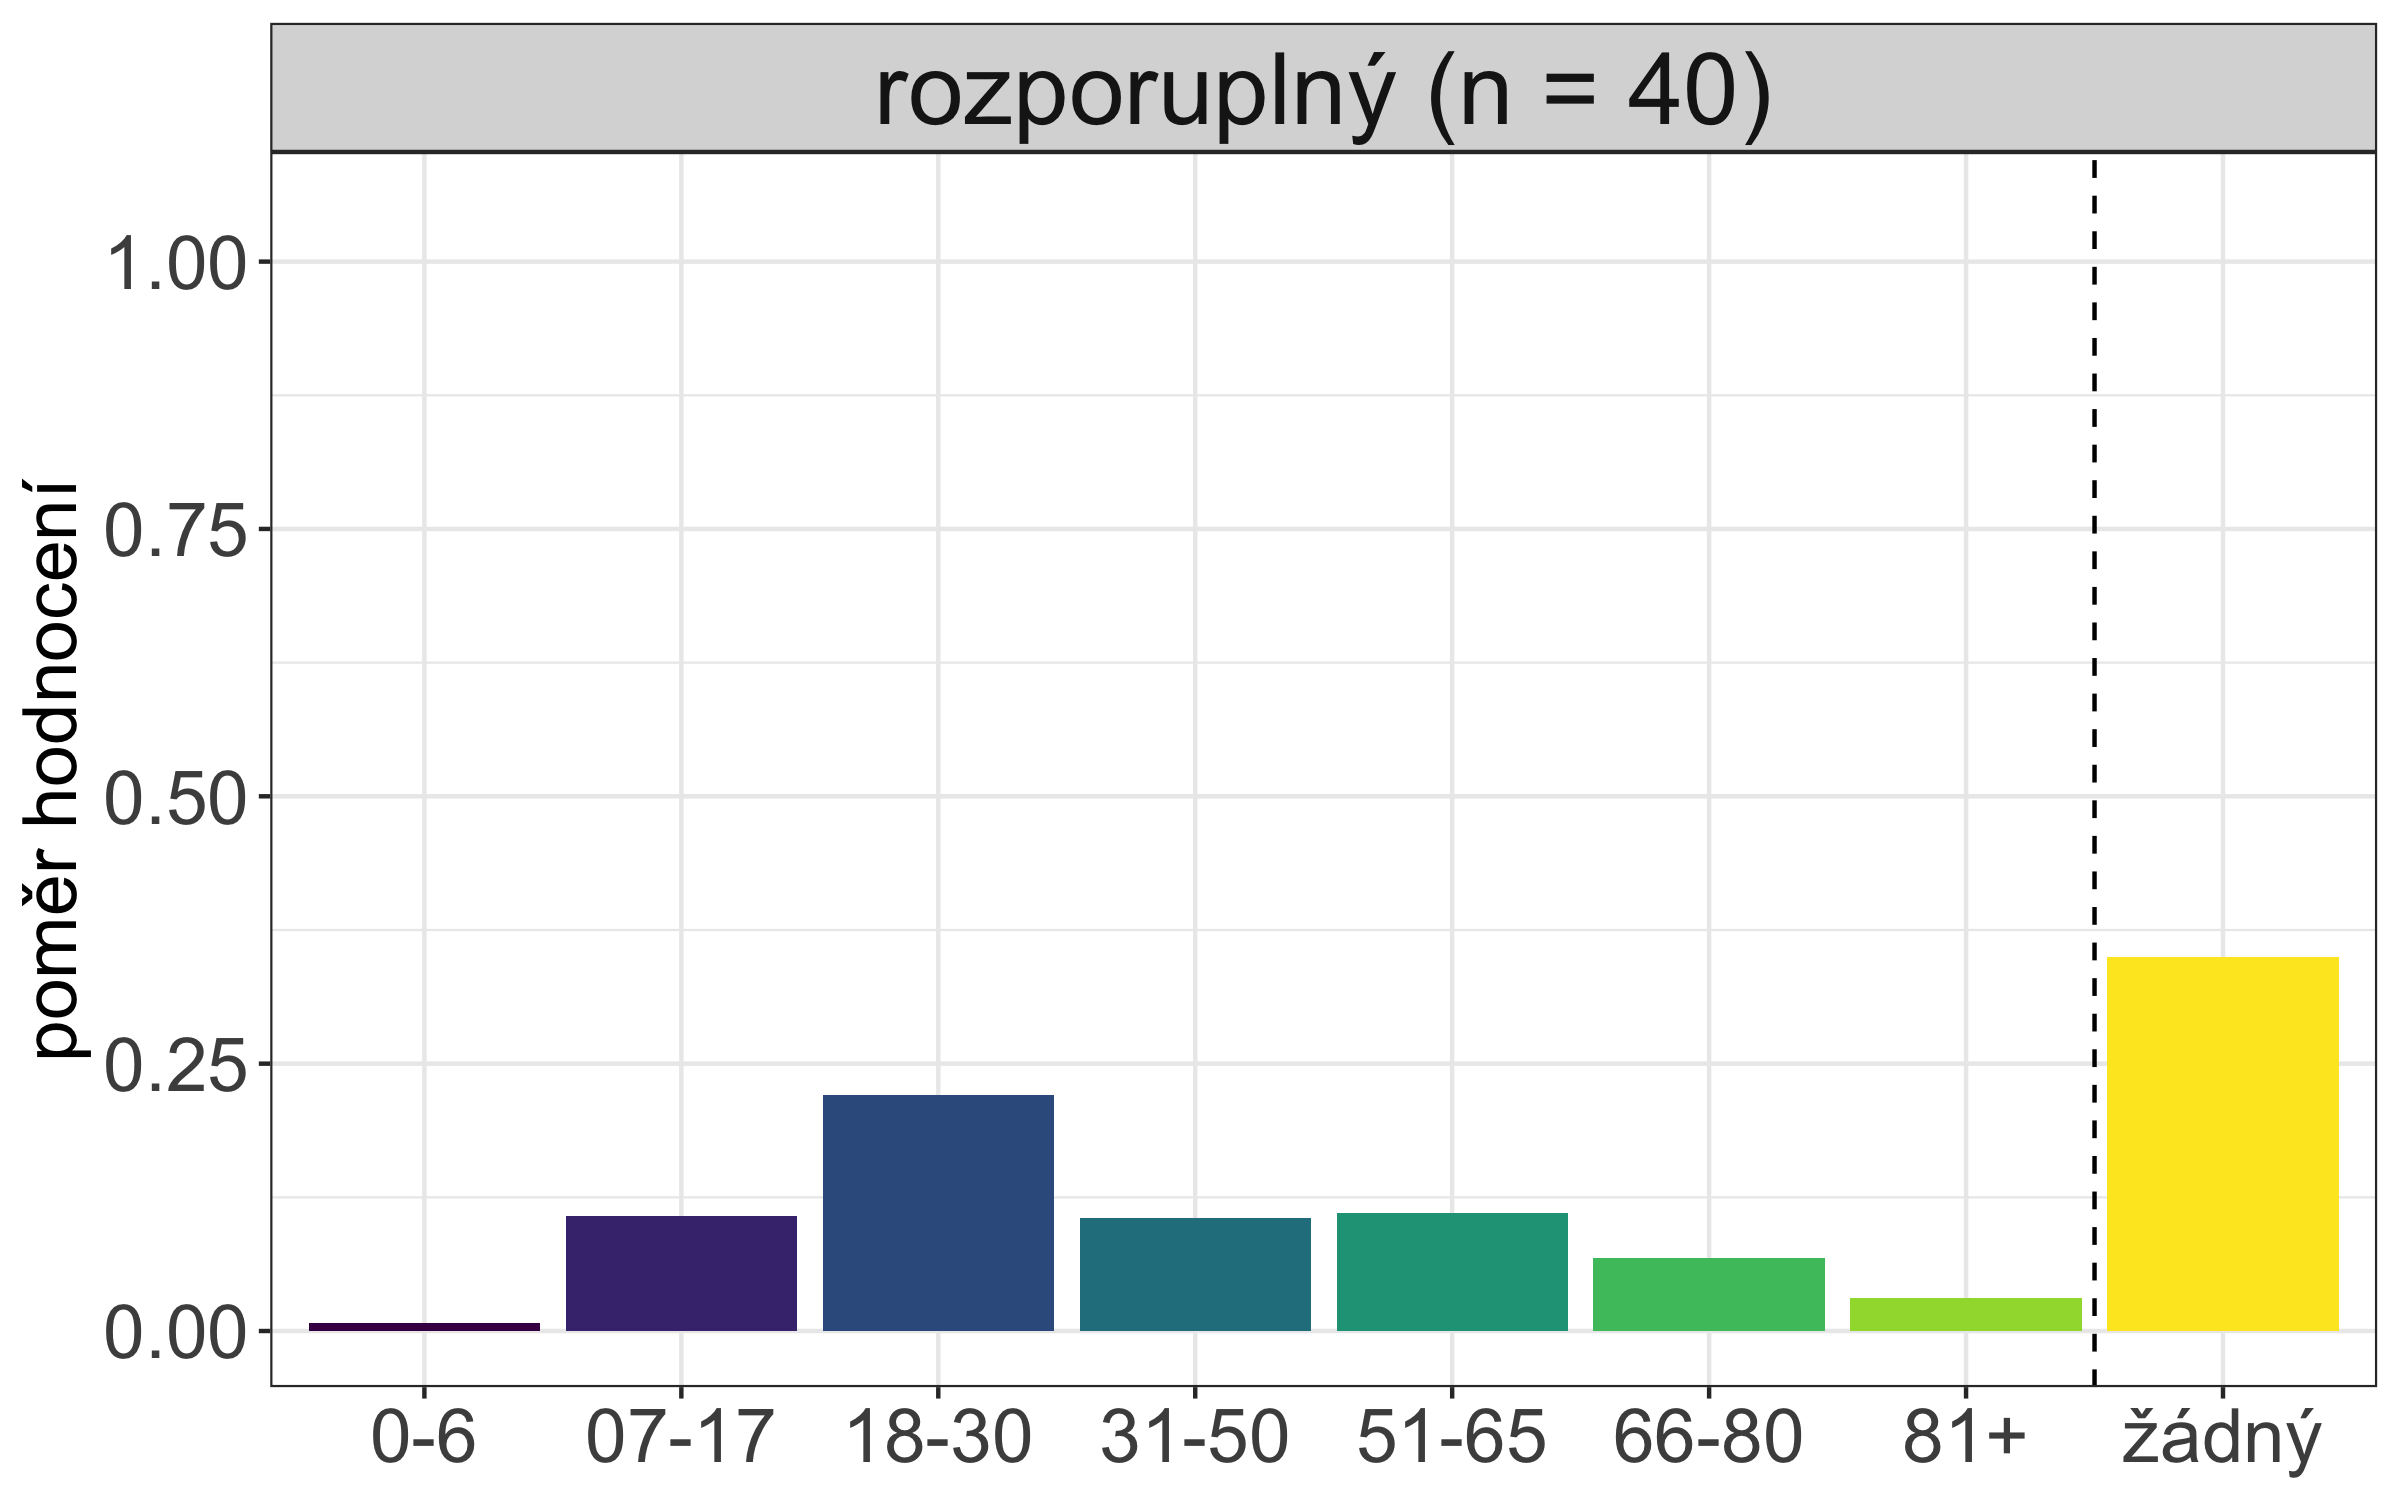 rozporuplný (n = 40)
poměr hodnocení
1.00
0.75
0.50
0.25
0.00
0-6 07-17 18-30 31-50 51-65 66-80 81+ žádný